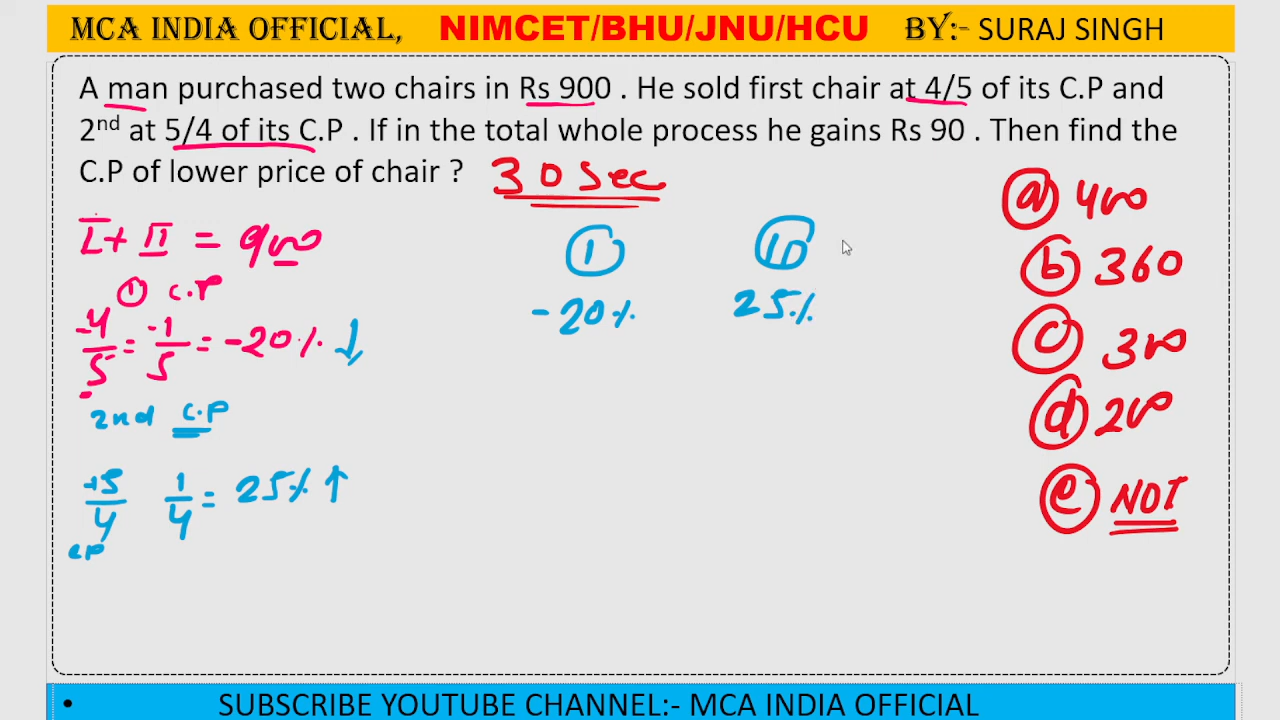 MCA INDIA OFFICIAL, NIMCET/BHU/JNU/HCU BY:- SURAJ SINGH
A man purchased two chairs in Rs 900 . He sold first chair at 4/5 of its C.P and
2nd at 5/4 of its C.P . If in the total whole process he gains Rs 90 . Then find the
C.P of lower price of chair ?
30 Sec
I + II = 900
① C.P
-4/5 = -1/5 = -20% ↓
2nd C.P
+5/4 1/4 = 25% ↑
CP
① ⑪
-20% 25%
ⓐ 400
ⓑ 360
ⓒ 300
ⓓ 200
ⓔ NOT
• SUBSCRIBE YOUTUBE CHANNEL:- MCA INDIA OFFICIAL